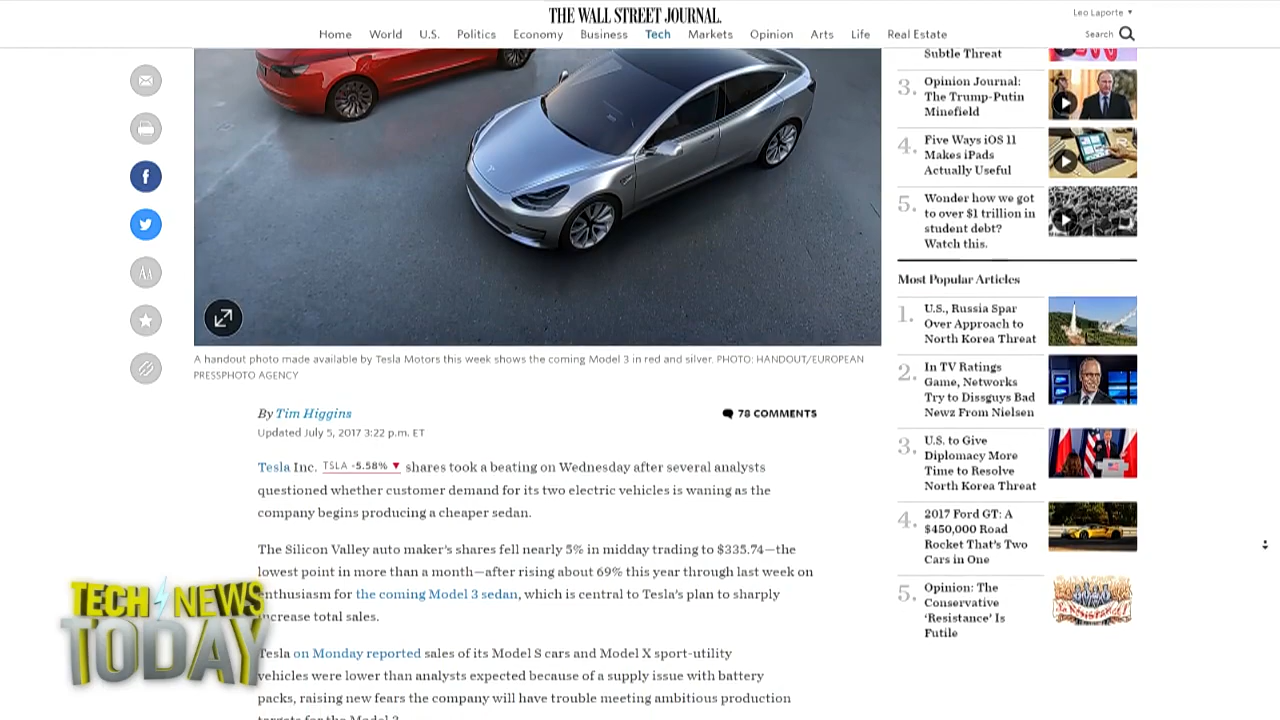 THE WALL STREET JOURNAL.
Leo Laporte
Home World U.S. Politics Economy Business Tech Markets Opinion Arts Life Real Estate
Search
Subtle Threat
3. Opinion Journal:
The Trump-Putin
Minefield
4. Five Ways iOS 11
Makes iPads
Actually Useful
5. Wonder how we got
to over $1 trillion in
student debt?
Watch this.
Most Popular Articles
1. U.S., Russia Spar
Over Approach to
North Korea Threat
2. In TV Ratings
Game, Networks
Try to Dissguys Bad
Newz From Nielsen
3. U.S. to Give
Diplomacy More
Time to Resolve
North Korea Threat
4. 2017 Ford GT: A
$450,000 Road
Rocket That's Two
Cars in One
5. Opinion: The
Conservative
‘Resistance’ Is
Futile
f
AA
A handout photo made available by Tesla Motors this week shows the coming Model 3 in red and silver. PHOTO: HANDOUT/EUROPEAN
PRESSPHOTO AGENCY
By Tim Higgins
78 COMMENTS
Updated July 5, 2017 3:22 p.m. ET
Tesla Inc. TSLA -5.58% shares took a beating on Wednesday after several analysts
questioned whether customer demand for its two electric vehicles is waning as the
company begins producing a cheaper sedan.
The Silicon Valley auto maker's shares fell nearly 5% in midday trading to $335.74—the
lowest point in more than a month—after rising about 69% this year through last week on
enthusiasm for the coming Model 3 sedan, which is central to Tesla's plan to sharply
increase total sales.
Tesla on Monday reported sales of its Model S cars and Model X sport-utility
vehicles were lower than analysts expected because of a supply issue with battery
packs, raising new fears the company will have trouble meeting ambitious production
targets for the Model 3.
TECH NEWS
TODAY